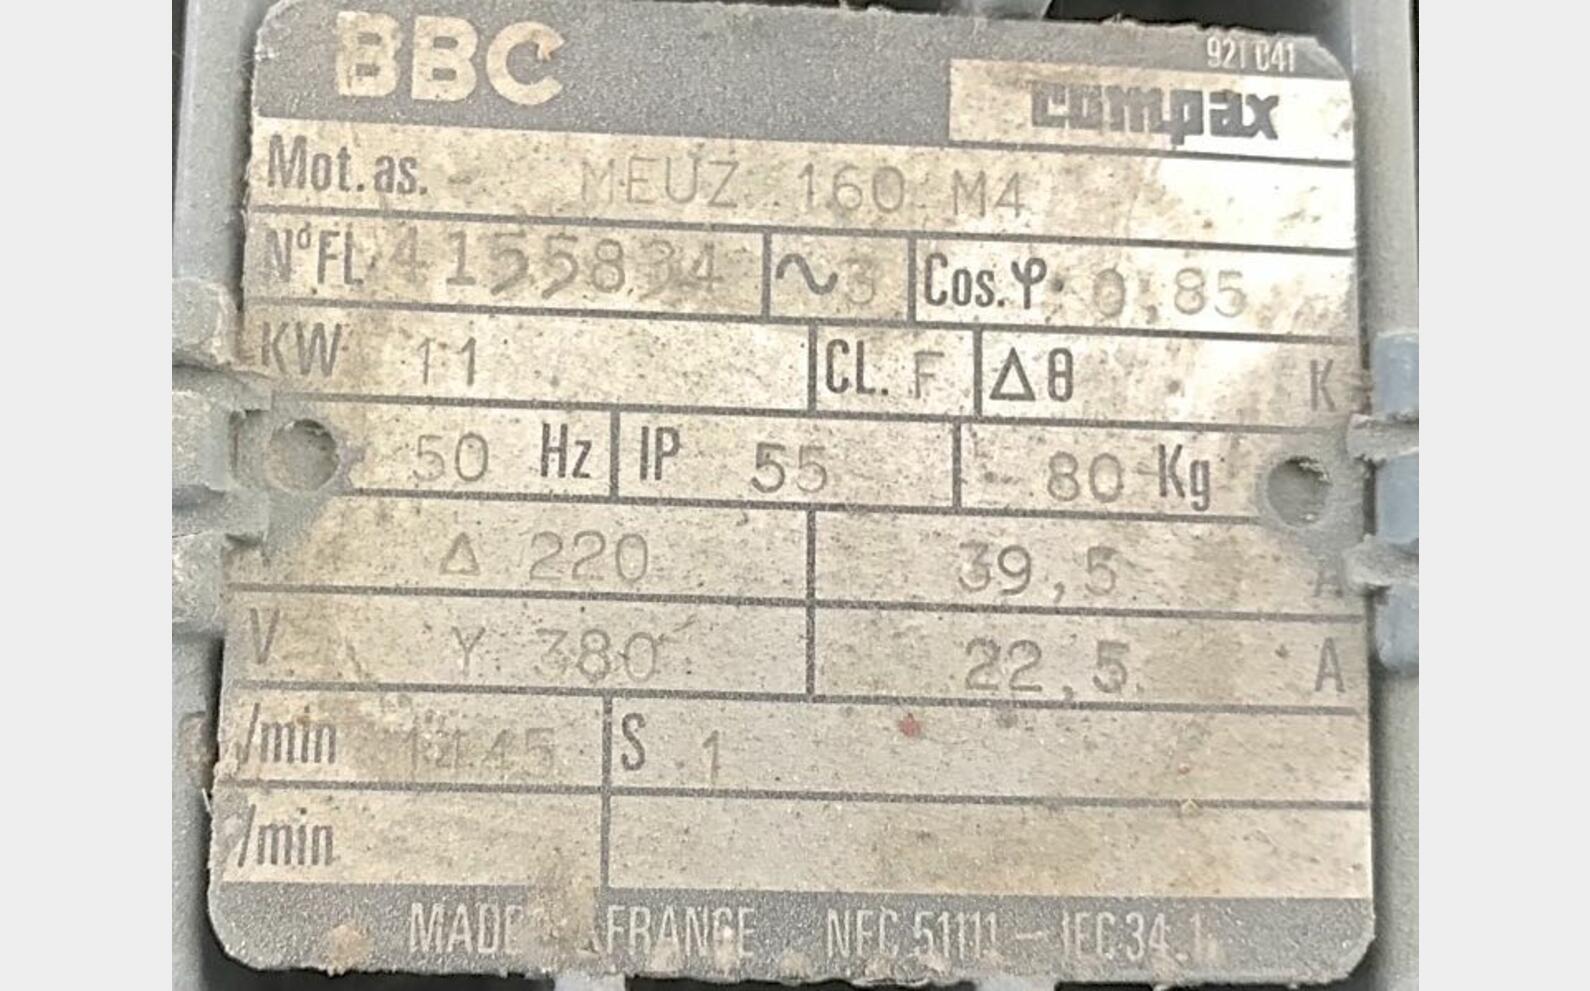 BBC
921 041
compax
Mot. as. MEUZ 160 M4
N° FL 4155834 ~ 3 Cos. φ 0,85
KW 11 CL. F Δθ K
50 Hz IP 55 80 Kg
Δ 220 39,5 A
V Y 380 22,5 A
/min 1445 S 1
/min
MADE FRANCE NFC 51111 - IEC 34.1